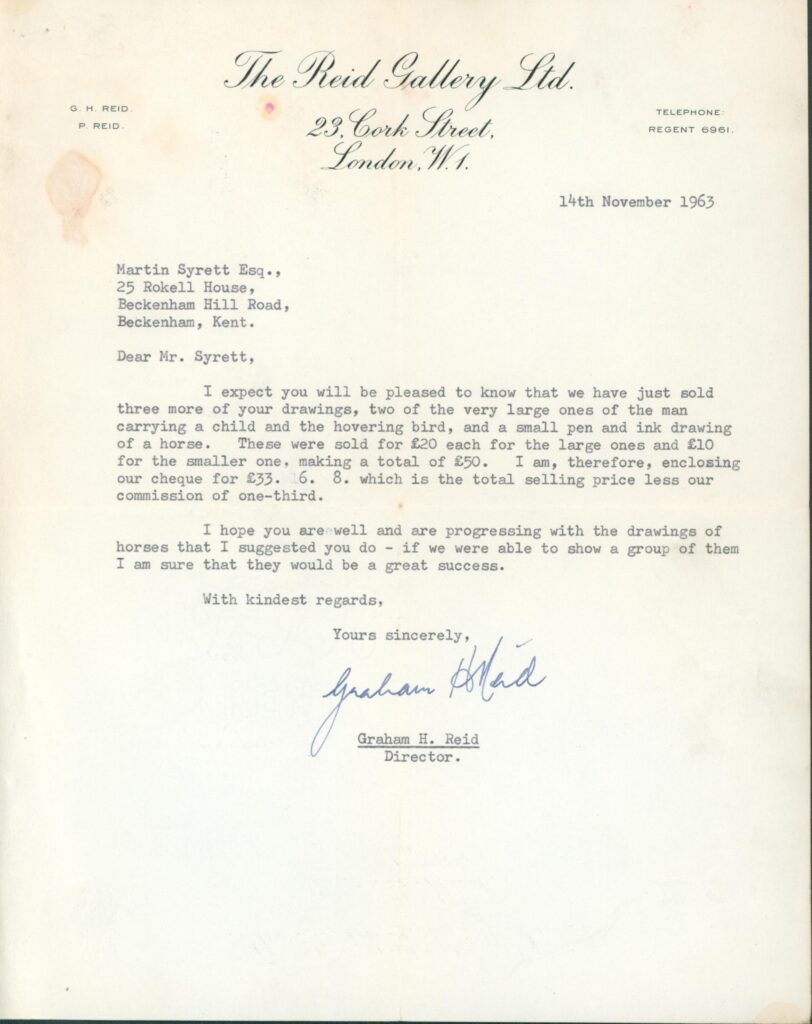 The Reid Gallery Ltd.
G. H. REID.
P. REID.
23, Cork Street,
London, W.1.
TELEPHONE:
REGENT 6961.
14th November 1963
Martin Syrett Esq.,
25 Rokell House,
Beckenham Hill Road,
Beckenham, Kent.
Dear Mr. Syrett,
I expect you will be pleased to know that we have just sold
three more of your drawings, two of the very large ones of the man
carrying a child and the hovering bird, and a small pen and ink drawing
of a horse. These were sold for £20 each for the large ones and £10
for the smaller one, making a total of £50. I am, therefore, enclosing
our cheque for £33. 6. 8. which is the total selling price less our
commission of one-third.
I hope you are well and are progressing with the drawings of
horses that I suggested you do - if we were able to show a group of them
I am sure that they would be a great success.
With kindest regards,
Yours sincerely,
Graham H Reid
Graham H. Reid
Director.